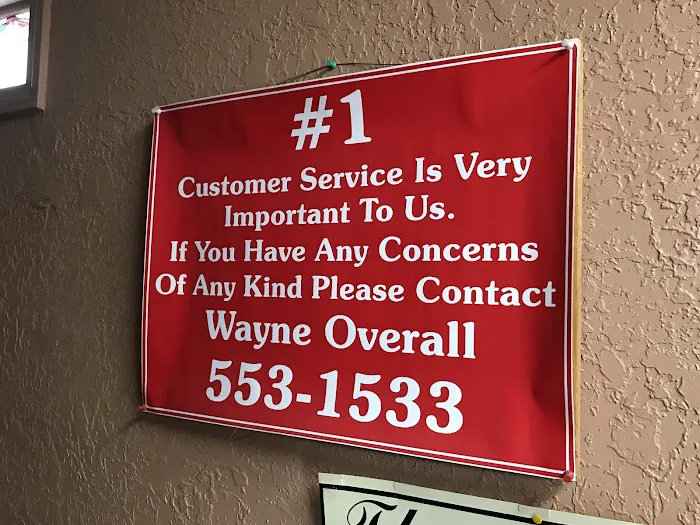 #1
Customer Service Is Very
Important To Us.
If You Have Any Concerns
Of Any Kind Please Contact
Wayne Overall
553-1533